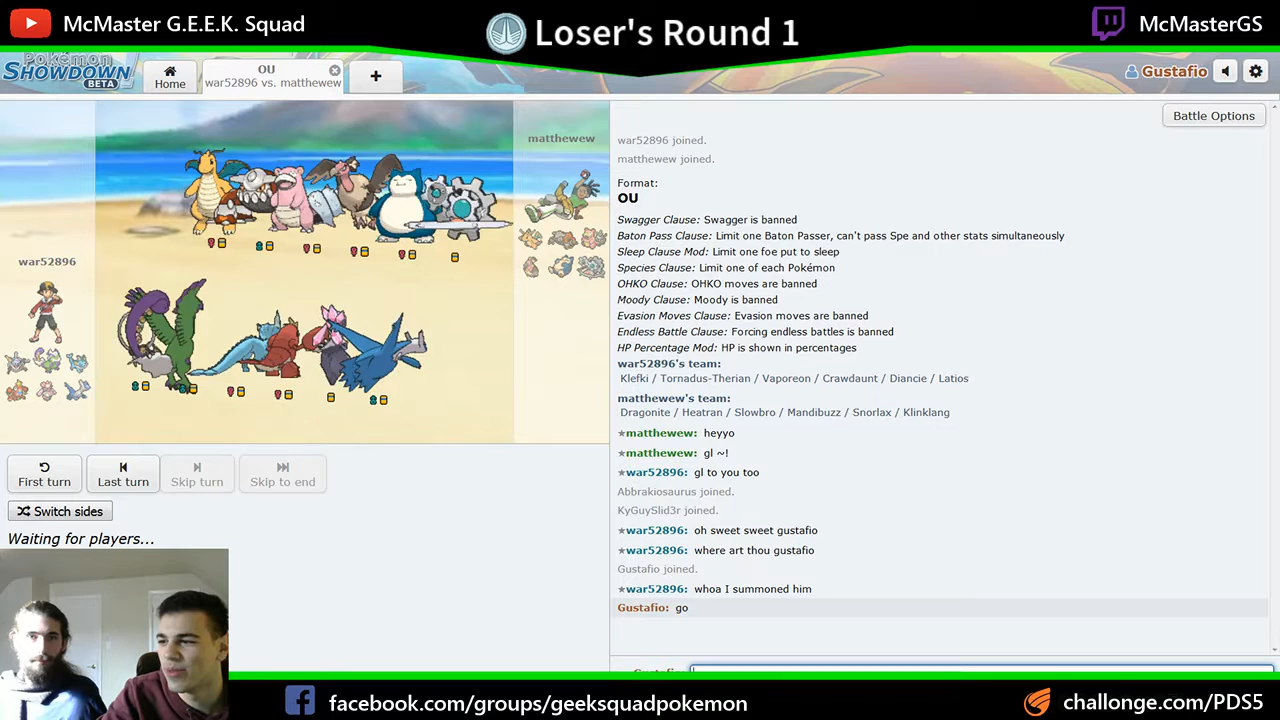 McMaster G.E.E.K. Squad
Loser's Round 1
McMasterGS
Pokémon
SHOWDOWN
BETA
Home
OU
war52896 vs. matthewew
Gustafio
Battle Options
matthewew
war52896
war52896 joined.
matthewew joined.
Format:
OU
Swagger Clause: Swagger is banned
Baton Pass Clause: Limit one Baton Passer, can't pass Spe and other stats simultaneously
Sleep Clause Mod: Limit one foe put to sleep
Species Clause: Limit one of each Pokémon
OHKO Clause: OHKO moves are banned
Moody Clause: Moody is banned
Evasion Moves Clause: Evasion moves are banned
Endless Battle Clause: Forcing endless battles is banned
HP Percentage Mod: HP is shown in percentages
war52896's team:
Klefki / Tornadus-Therian / Vaporeon / Crawdaunt / Diancie / Latios
matthewew's team:
Dragonite / Heatran / Slowbro / Mandibuzz / Snorlax / Klinklang
★matthewew: heyyo
★matthewew: gl ~!
★war52896: gl to you too
Abbrakiosaurus joined.
KyGuySlid3r joined.
★war52896: oh sweet sweet gustafio
★war52896: where art thou gustafio
Gustafio joined.
★war52896: whoa I summoned him
Gustafio: go
Gustafio:
First turn
Last turn
Skip turn
Skip to end
Switch sides
Waiting for players...
facebook.com/groups/geeksquadpokemon
challonge.com/PDS5